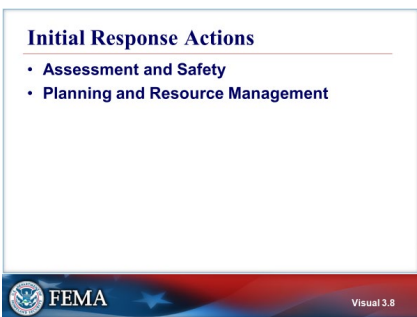 Initial Response Actions
• Assessment and Safety
• Planning and Resource Management
FEMA
Visual 3.8